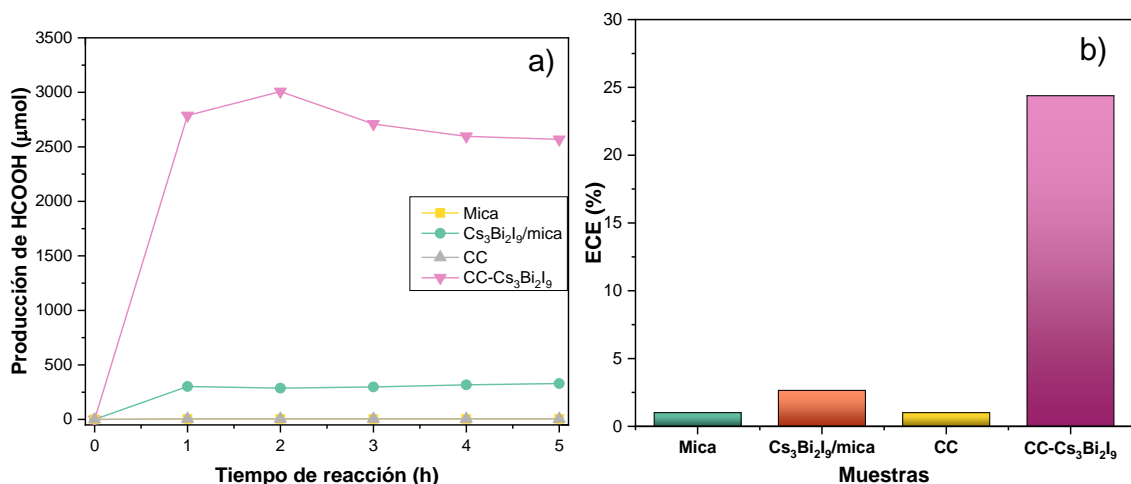 a)
Producción de HCOOH (μmol)
3500
3000
2500
2000
1500
1000
500
0
Mica
Cs₃Bi₂I₉/mica
CC
CC-Cs₃Bi₂I₉
0 1 2 3 4 5
Tiempo de reacción (h)
b)
ECE (%)
30
25
20
15
10
5
0
Mica Cs₃Bi₂I₉/mica CC CC-Cs₃Bi₂I₉
Muestras